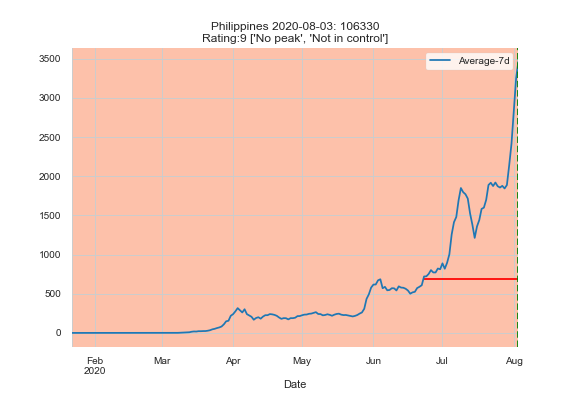 Philippines 2020-08-03: 106330
Rating:9 ['No peak', 'Not in control']
Average-7d
3500
3000
2500
2000
1500
1000
500
0
Feb
2020
Mar
Apr
May
Jun
Jul
Aug
Date